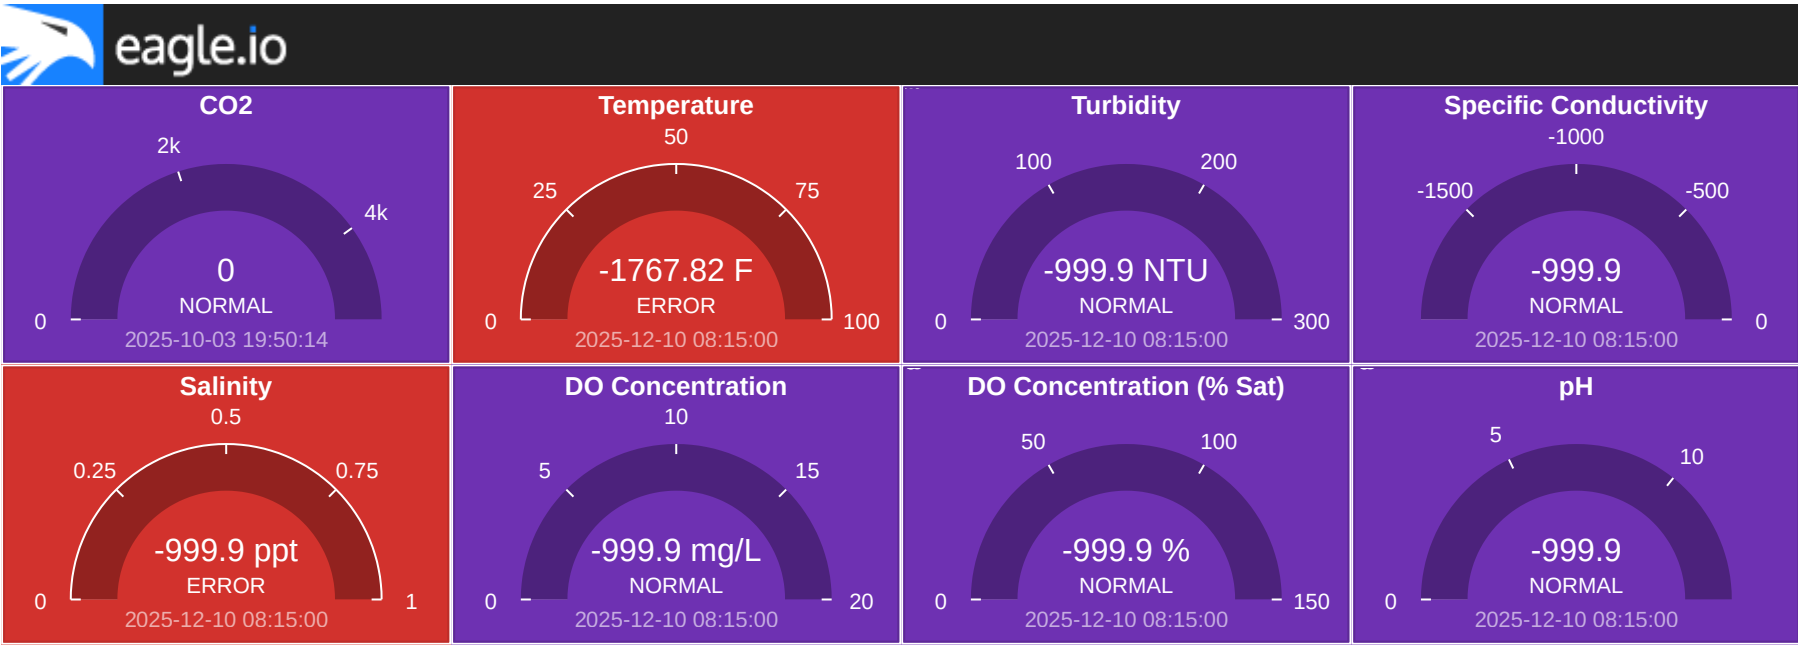 eagle.io
CO2
2k
4k
0
NORMAL
0
2025-10-03 19:50:14
Temperature
50
25
75
-1767.82 F
ERROR
0
100
2025-12-10 08:15:00
Turbidity
100
200
-999.9 NTU
NORMAL
0
300
2025-12-10 08:15:00
Specific Conductivity
-1000
-1500
-500
-999.9
NORMAL
0
2025-12-10 08:15:00
Salinity
0.5
0.25
0.75
-999.9 ppt
ERROR
0
1
2025-12-10 08:15:00
DO Concentration
10
5
15
-999.9 mg/L
NORMAL
0
20
2025-12-10 08:15:00
DO Concentration (% Sat)
50
100
-999.9 %
NORMAL
0
150
2025-12-10 08:15:00
pH
5
10
-999.9
NORMAL
0
2025-12-10 08:15:00